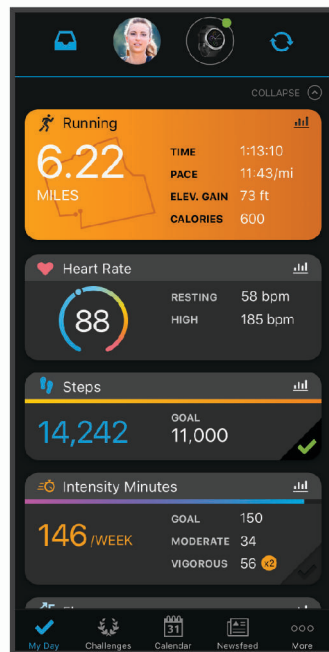 COLLAPSE
Running
6.22
MILES
TIME 1:13:10
PACE 11:43/mi
ELEV. GAIN 73 ft
CALORIES 600
Heart Rate
88
RESTING 58 bpm
HIGH 185 bpm
Steps
14,242
GOAL
11,000
Intensity Minutes
146 /WEEK
GOAL 150
MODERATE 34
VIGOROUS 56 x2
31
My Day Challenges Calendar Newsfeed More